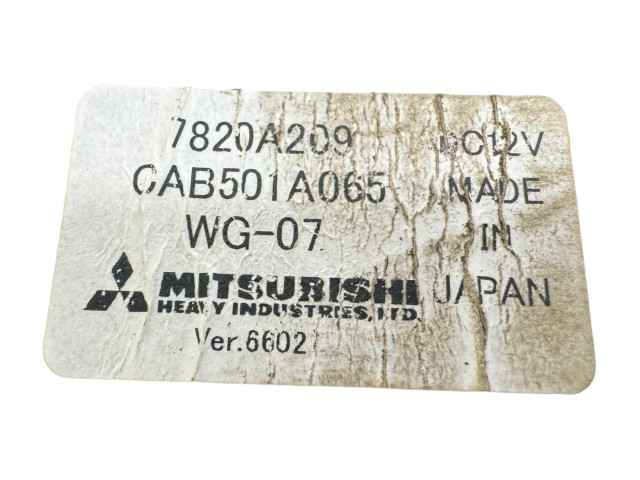 7820A209 DC12V
CAB501A065 MADE
WG-07 IN
MITSUBISHI JAPAN
HEAVY INDUSTRIES, LTD.
Ver.6602